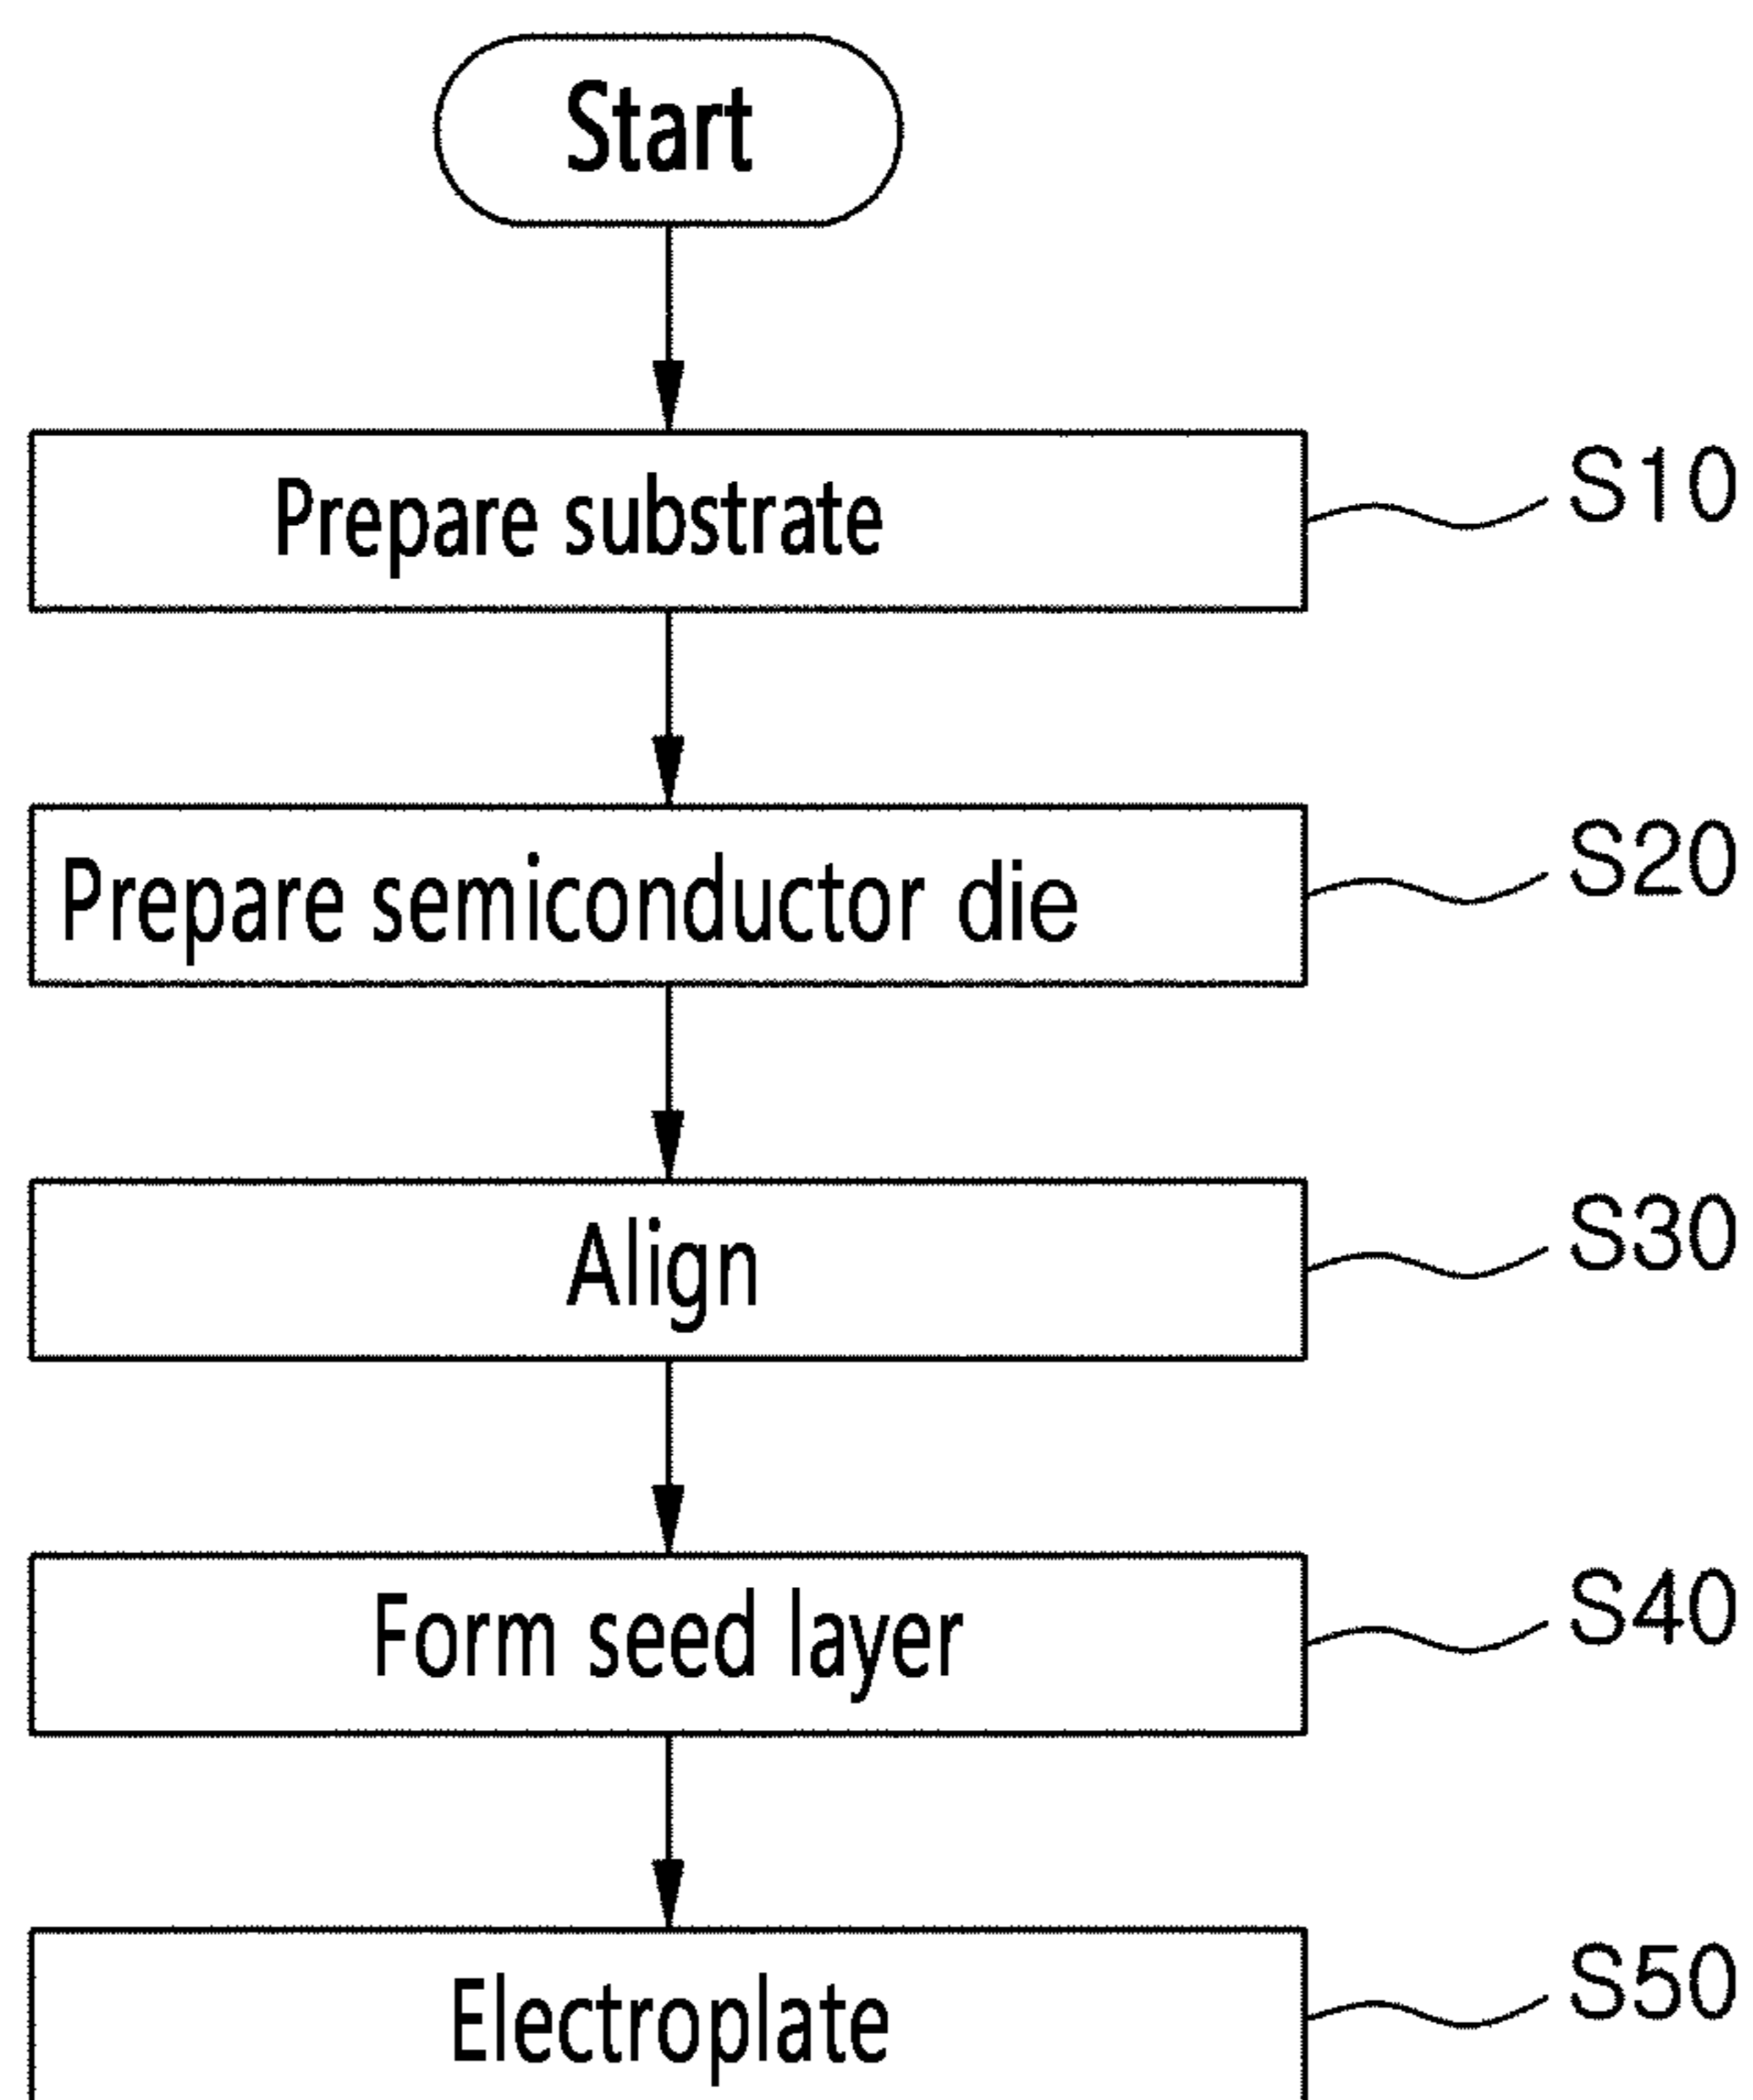 Start
Prepare substrate S10
Prepare semiconductor die S20
Align S30
Form seed layer S40
Electroplate S50